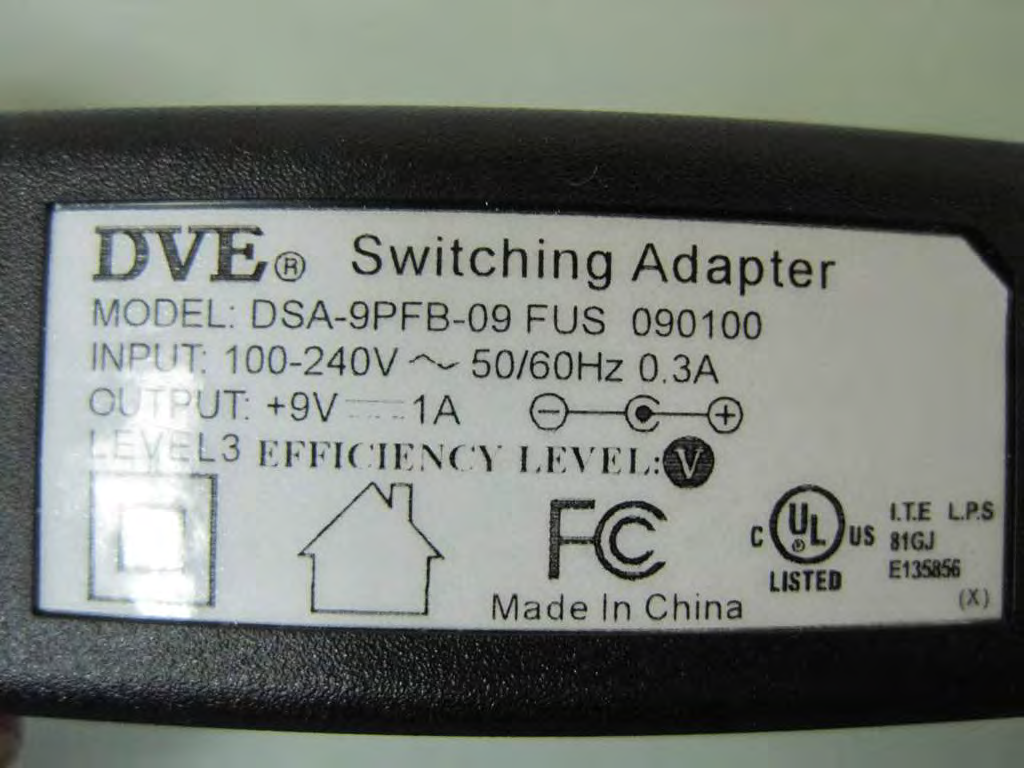 DVE® Switching Adapter
MODEL: DSA-9PFB-09 FUS 090100
INPUT: 100-240V ~ 50/60Hz 0.3A
OUTPUT: +9V ⎓ 1A
LEVEL3 EFFICIENCY LEVEL: V
FC
C UL® US
LISTED
I.T.E L.P.S
81GJ
E135856
(X)
Made In China